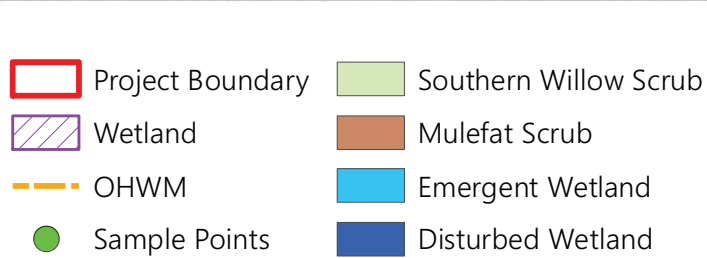 Project Boundary
Wetland
OHWM
Sample Points
Southern Willow Scrub
Mulefat Scrub
Emergent Wetland
Disturbed Wetland